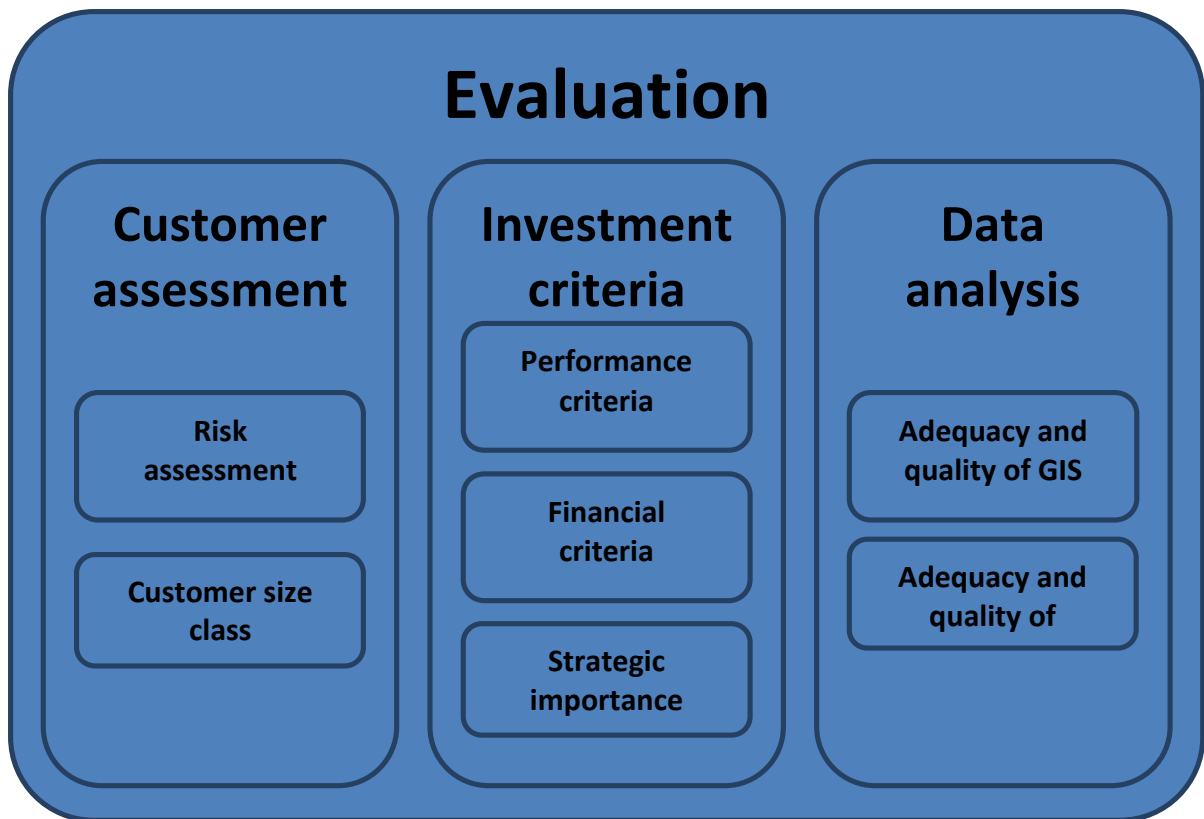 Evaluation
Customer
assessment
Risk
assessment
Customer size
class
Investment
criteria
Performance
criteria
Financial
criteria
Strategic
importance
Data
analysis
Adequacy and
quality of GIS
Adequacy and
quality of